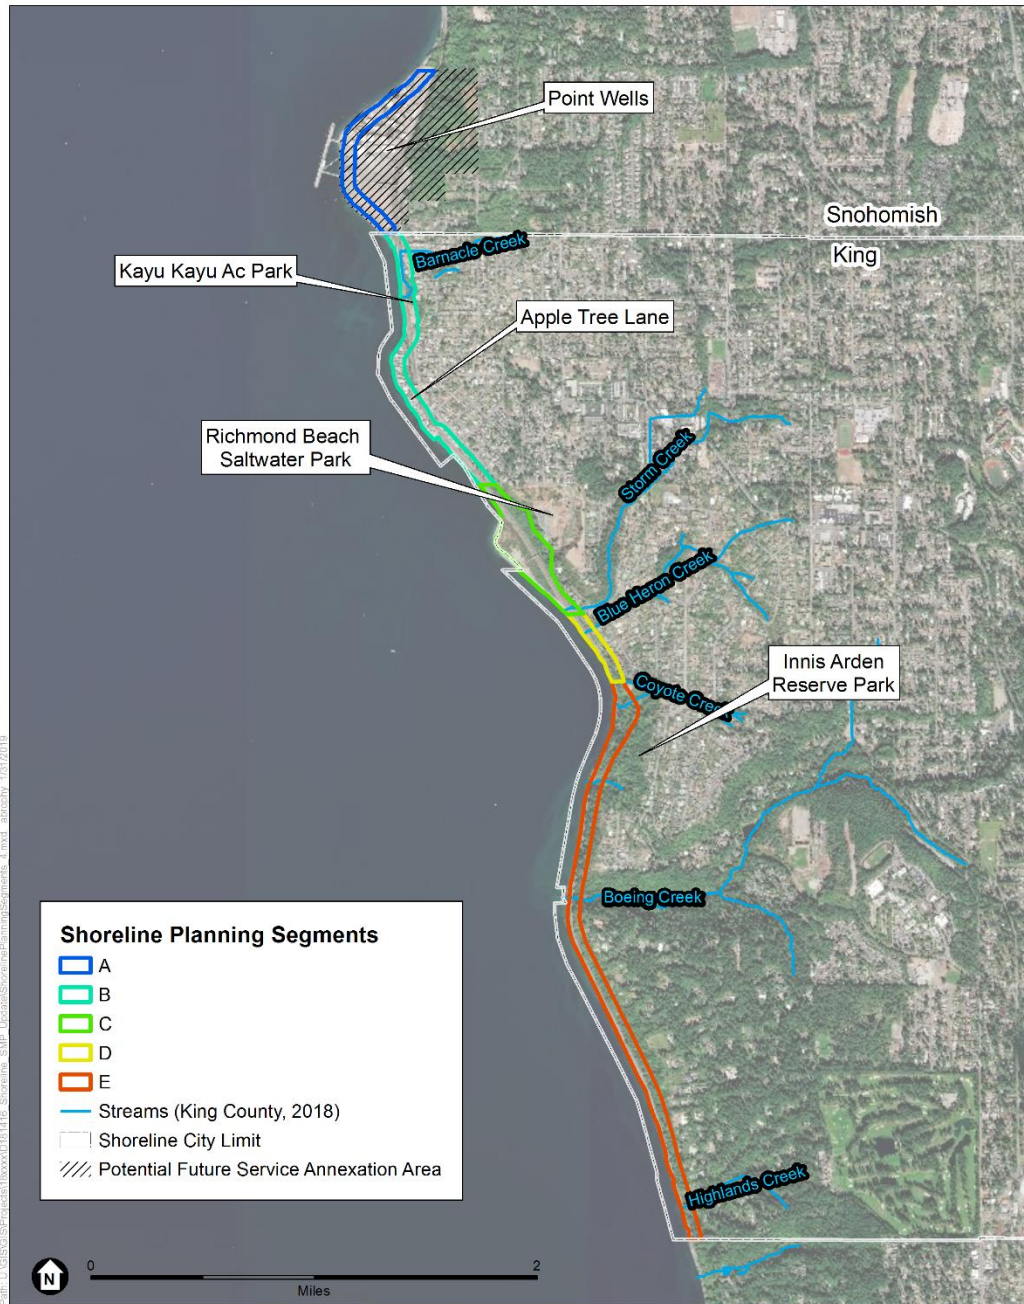 Point Wells
Snohomish
King
Barnacle Creek
Kayu Kayu Ac Park
Apple Tree Lane
Richmond Beach
Saltwater Park
Storm Creek
Blue Heron Creek
Innis Arden
Reserve Park
Coyote Creek
Boeing Creek
Highlands Creek
Shoreline Planning Segments
A
B
C
D
E
Streams (King County, 2018)
Shoreline City Limit
Potential Future Service Annexation Area
N
0
2
Miles